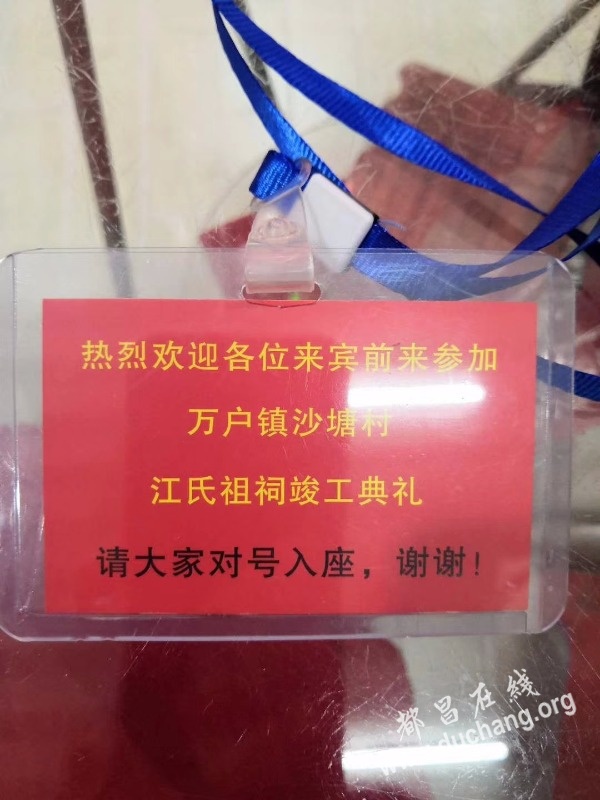 热烈欢迎各位来宾前来参加
万户镇沙塘村
江氏祖祠竣工典礼
请大家对号入座，谢谢！
都昌在線
www.duchang.org